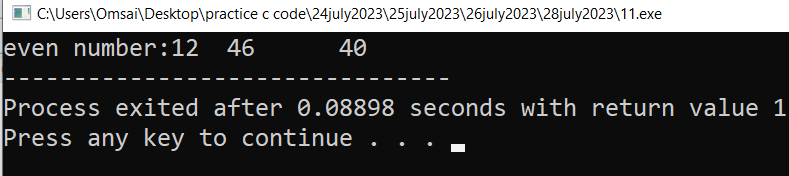 C:\Users\Omsai\Desktop\practice c code\24july2023\25july2023\26july2023\28july2023\11.exe
even number:12  46      40
--------------------------------
Process exited after 0.08898 seconds with return value 1
Press any key to continue . . .